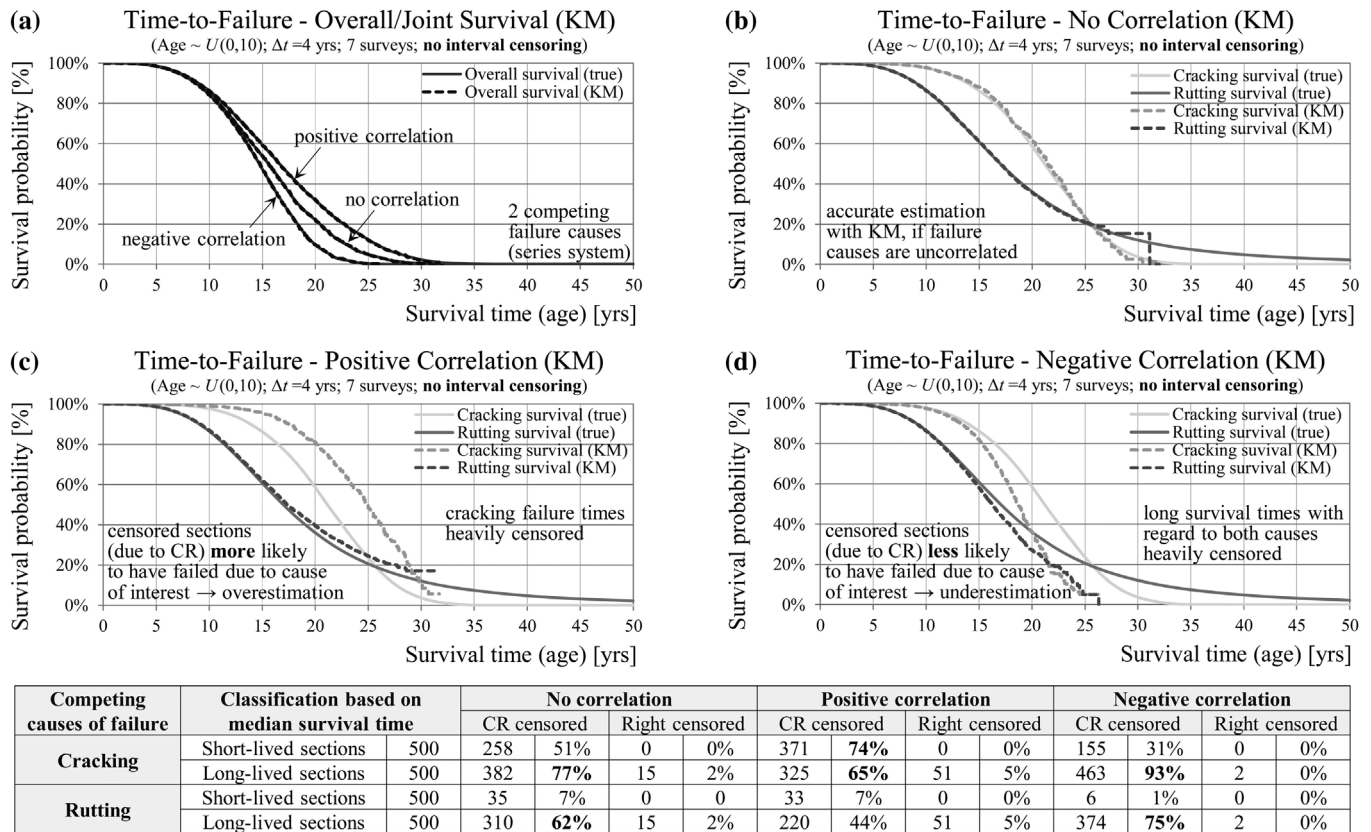 (a) Time-to-Failure - Overall/Joint Survival (KM)
(Age ~ U(0,10); Δt =4 yrs; 7 surveys; no interval censoring)
Survival probability [%]
100%
80%
60%
40%
20%
0%
Overall survival (true)
Overall survival (KM)
positive correlation
no correlation
negative correlation
2 competing
failure causes
(series system)
0 5 10 15 20 25 30 35 40 45 50
Survival time (age) [yrs]
(b) Time-to-Failure - No Correlation (KM)
(Age ~ U(0,10); Δt =4 yrs; 7 surveys; no interval censoring)
Survival probability [%]
100%
80%
60%
40%
20%
0%
Cracking survival (true)
Rutting survival (true)
Cracking survival (KM)
Rutting survival (KM)
accurate estimation
with KM, if failure
causes are uncorrelated
0 5 10 15 20 25 30 35 40 45 50
Survival time (age) [yrs]
(c) Time-to-Failure - Positive Correlation (KM)
(Age ~ U(0,10); Δt =4 yrs; 7 surveys; no interval censoring)
Survival probability [%]
100%
80%
60%
40%
20%
0%
Cracking survival (true)
Rutting survival (true)
Cracking survival (KM)
Rutting survival (KM)
cracking failure times
heavily censored
censored sections
(due to CR) more likely
to have failed due to cause
of interest → overestimation
0 5 10 15 20 25 30 35 40 45 50
Survival time (age) [yrs]
(d) Time-to-Failure - Negative Correlation (KM)
(Age ~ U(0,10); Δt =4 yrs; 7 surveys; no interval censoring)
Survival probability [%]
100%
80%
60%
40%
20%
0%
Cracking survival (true)
Rutting survival (true)
Cracking survival (KM)
Rutting survival (KM)
long survival times with
regard to both causes
heavily censored
censored sections
(due to CR) less likely
to have failed due to cause
of interest → underestimation
0 5 10 15 20 25 30 35 40 45 50
Survival time (age) [yrs]
Competing causes of failure Classification based on median survival time No correlation Positive correlation Negative correlation
CR censored Right censored CR censored Right censored CR censored Right censored
Cracking Short-lived sections 500 258 51% 0 0% 371 74% 0 0% 155 31% 0 0%
Long-lived sections 500 382 77% 15 2% 325 65% 51 5% 463 93% 2 0%
Rutting Short-lived sections 500 35 7% 0 0 33 7% 0 0% 6 1% 0 0%
Long-lived sections 500 310 62% 15 2% 220 44% 51 5% 374 75% 2 0%